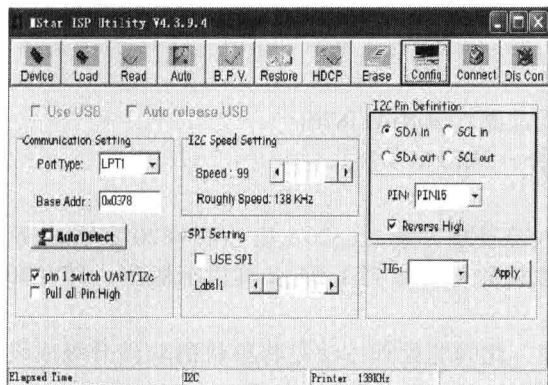 MStar ISP Utility V4.3.9.4
Device Load Read Auto B.P.V. Restore HDCP Erase Config Connect Dis Con
Use USB Auto release USB
Communication Setting
Port Type: LPT1
Base Addr: 0x0378
Auto Detect
pin 1 switch UART/I2c
Pull all Pin High
I2C Speed Setting
Speed : 99
Roughly Speed: 138 KHz
SPI Setting
USE SPI
Label1
I2C Pin Definition
SDA in SCL in
SDA out SCL out
PIN: PIN15
Reverse High
JIG: Apply
Elapsed Time I2C Printer 138KHz